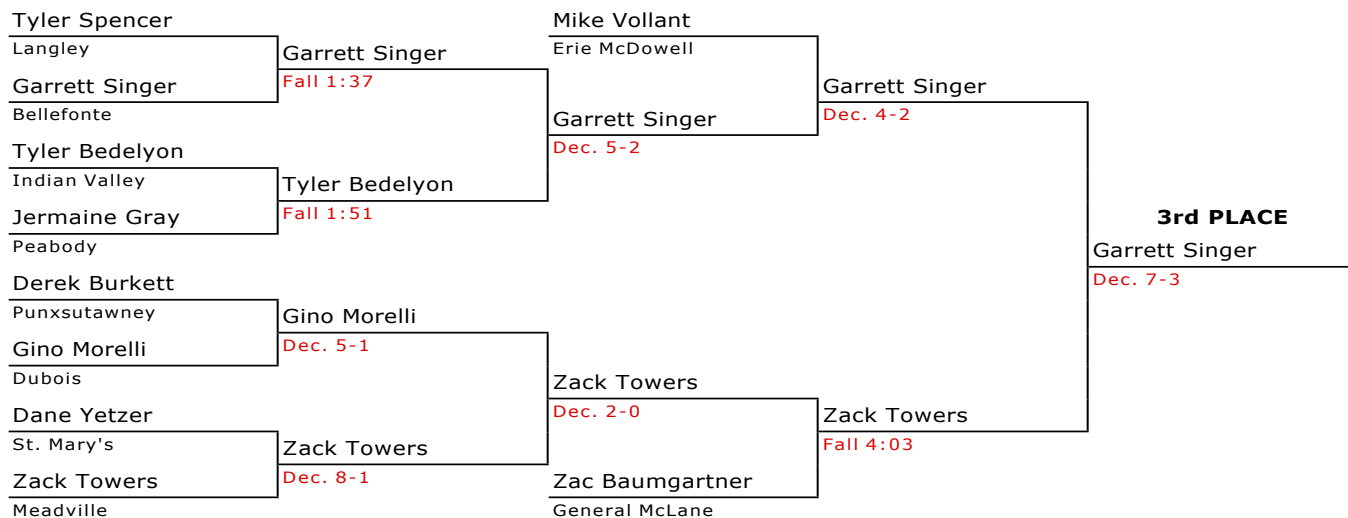 Tyler Spencer
Langley
Garrett Singer
Bellefonte
Tyler Bedelyon
Indian Valley
Jermaine Gray
Peabody
Derek Burkett
Punxsutawney
Gino Morelli
Dubois
Dane Yetzer
St. Mary's
Zack Towers
Meadville
Garrett Singer
Fall 1:37
Tyler Bedelyon
Fall 1:51
Gino Morelli
Dec. 5-1
Zack Towers
Dec. 8-1
Mike Vollant
Erie McDowell
Garrett Singer
Dec. 5-2
Zack Towers
Dec. 2-0
Zac Baumgartner
General McLane
Garrett Singer
Dec. 4-2
Zack Towers
Fall 4:03
3rd PLACE
Garrett Singer
Dec. 7-3